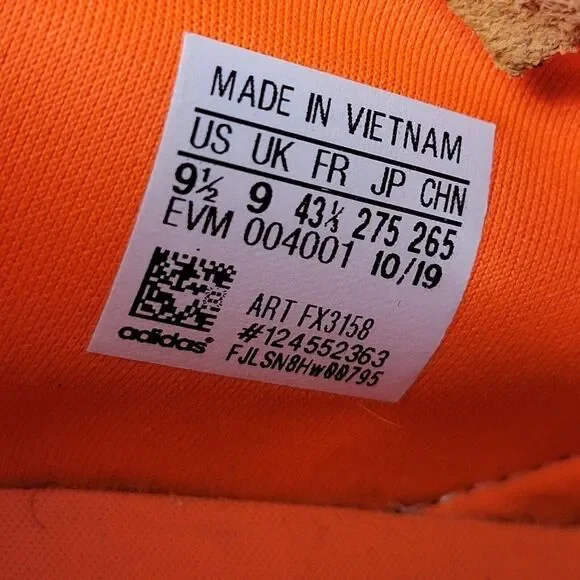 MADE IN VIETNAM
US UK FR JP CHN
9½ 9 43⅓ 275 265
EVM 004001 10/19
ART FX3158
#124552363
FJLSN8Hw00795
adidas®